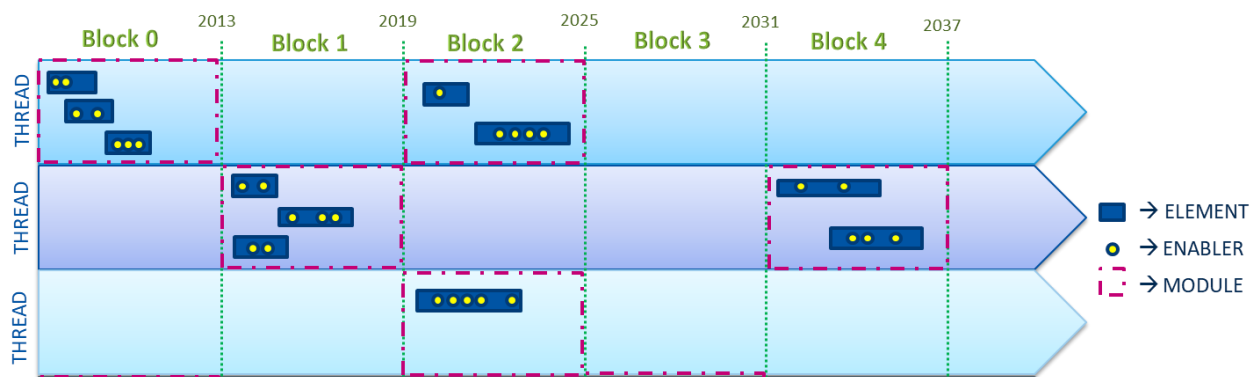 2013
2019
2025
2031
2037
Block 0
Block 1
Block 2
Block 3
Block 4
THREAD
THREAD
THREAD
→ ELEMENT
→ ENABLER
→ MODULE